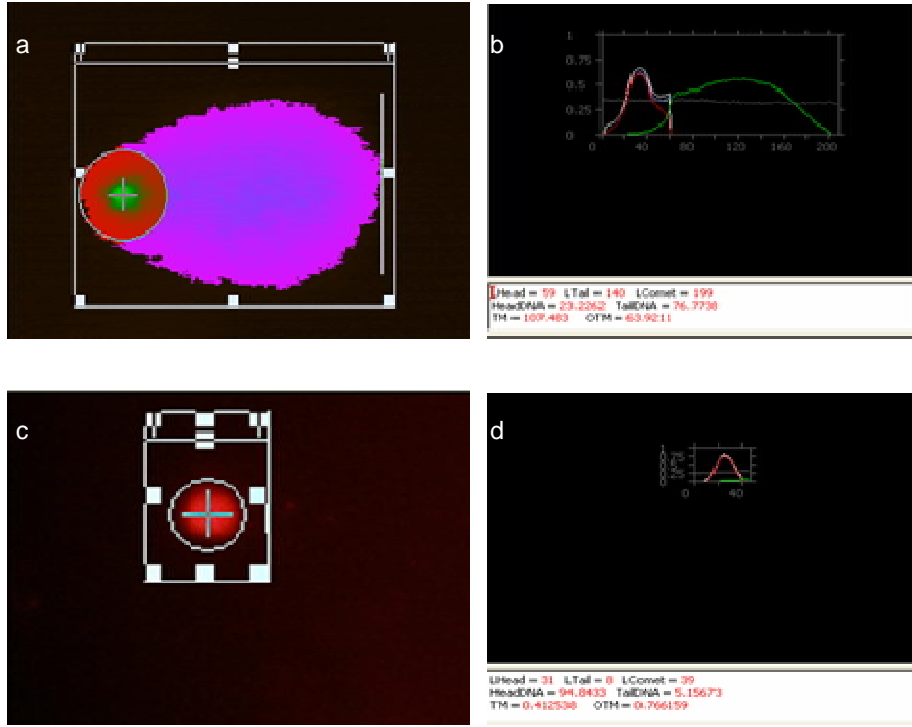 a
b
1
0.75
0.5
0.25
0
0 40 80 120 160 200
LHead = 59 LTail = 140 LComet = 199
HeadDNA = 23.2262 TailDNA = 76.7738
TM = 107.483 OTM = 63.9211
c
d
0 40
LHead = 31 LTail = 8 LComet = 39
HeadDNA = 94.8433 TailDNA = 5.15673
TM = 0.412538 OTM = 0.766159